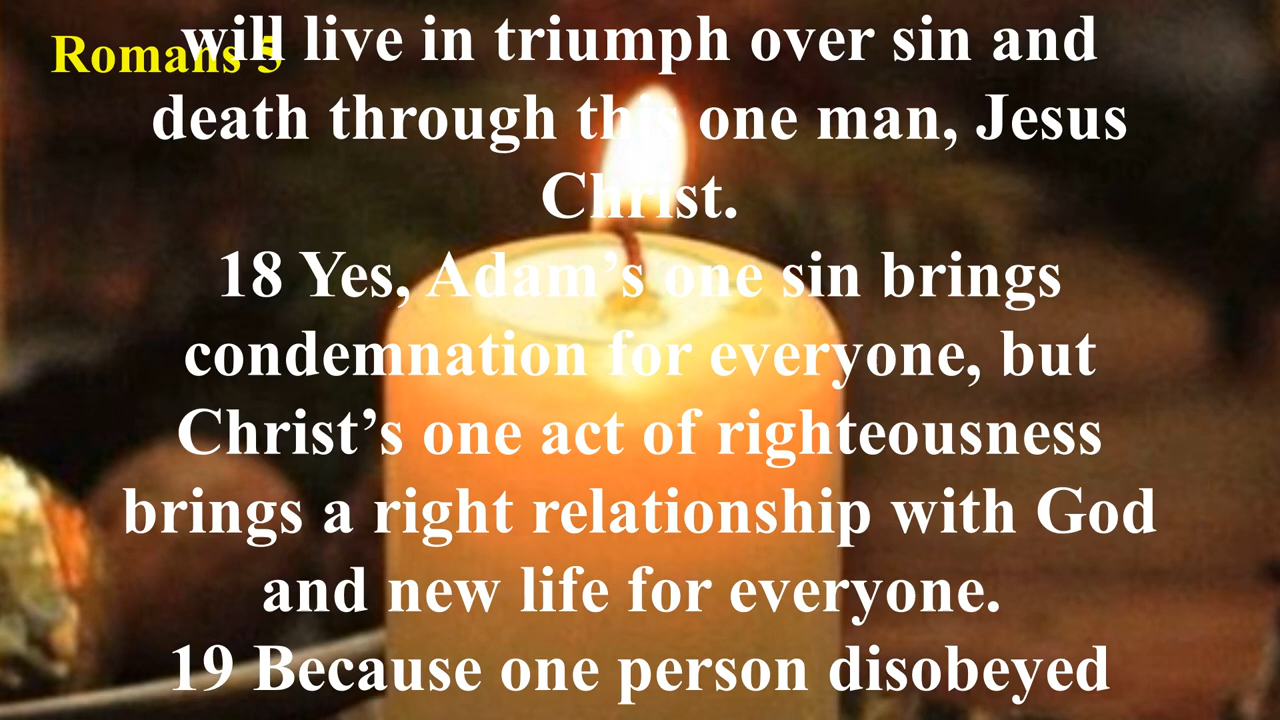 Romans 5
will live in triumph over sin and
death through this one man, Jesus
Christ.
18 Yes, Adam’s one sin brings
condemnation for everyone, but
Christ’s one act of righteousness
brings a right relationship with God
and new life for everyone.
19 Because one person disobeyed